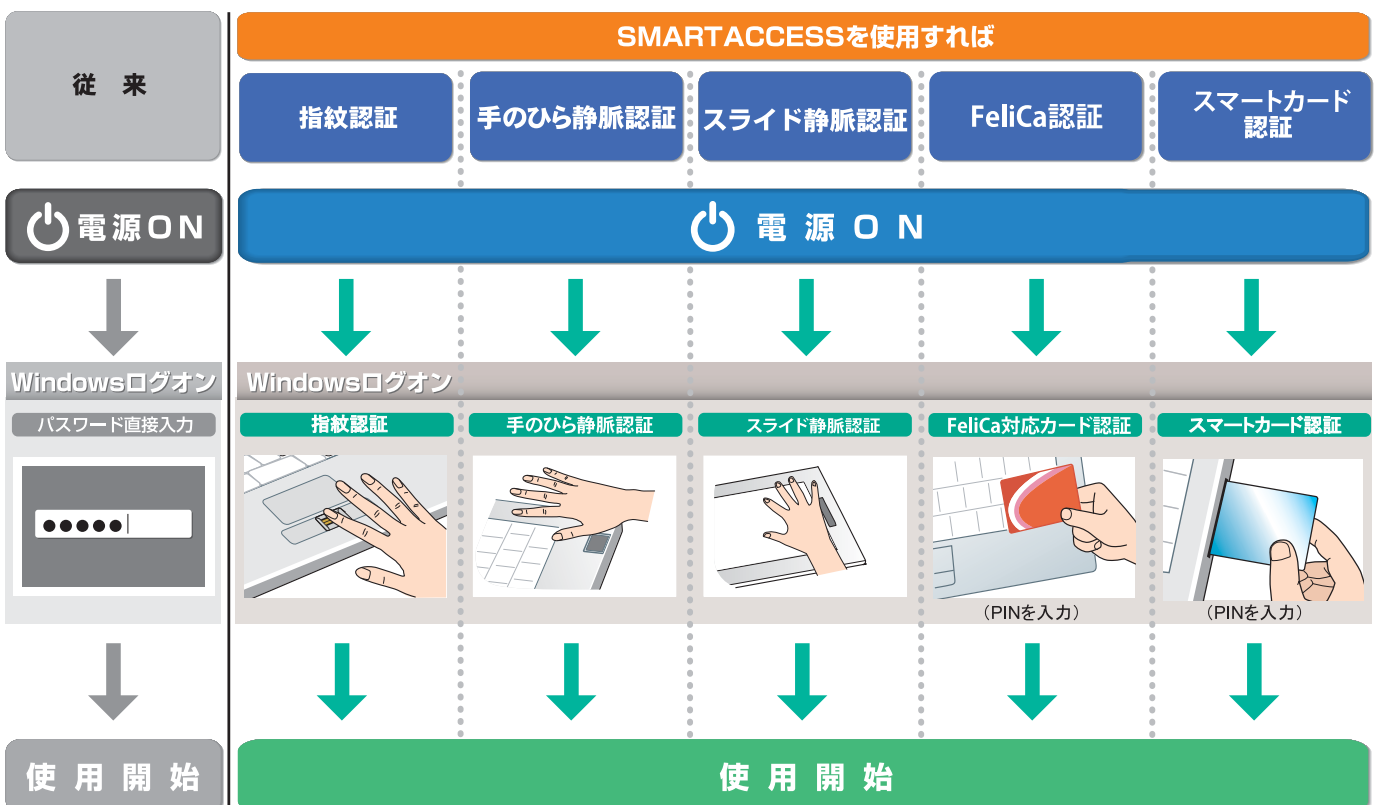 従 来
SMARTACCESSを使用すれば
指紋認証
手のひら静脈認証
スライド静脈認証
FeliCa認証
スマートカード
認証
電源ON
電 源 O N
Windowsログオン
Windowsログオン
パスワード直接入力
指紋認証
手のひら静脈認証
スライド静脈認証
FeliCa対応カード認証
スマートカード認証
(PINを入力)
(PINを入力)
使 用 開 始
使 用 開 始